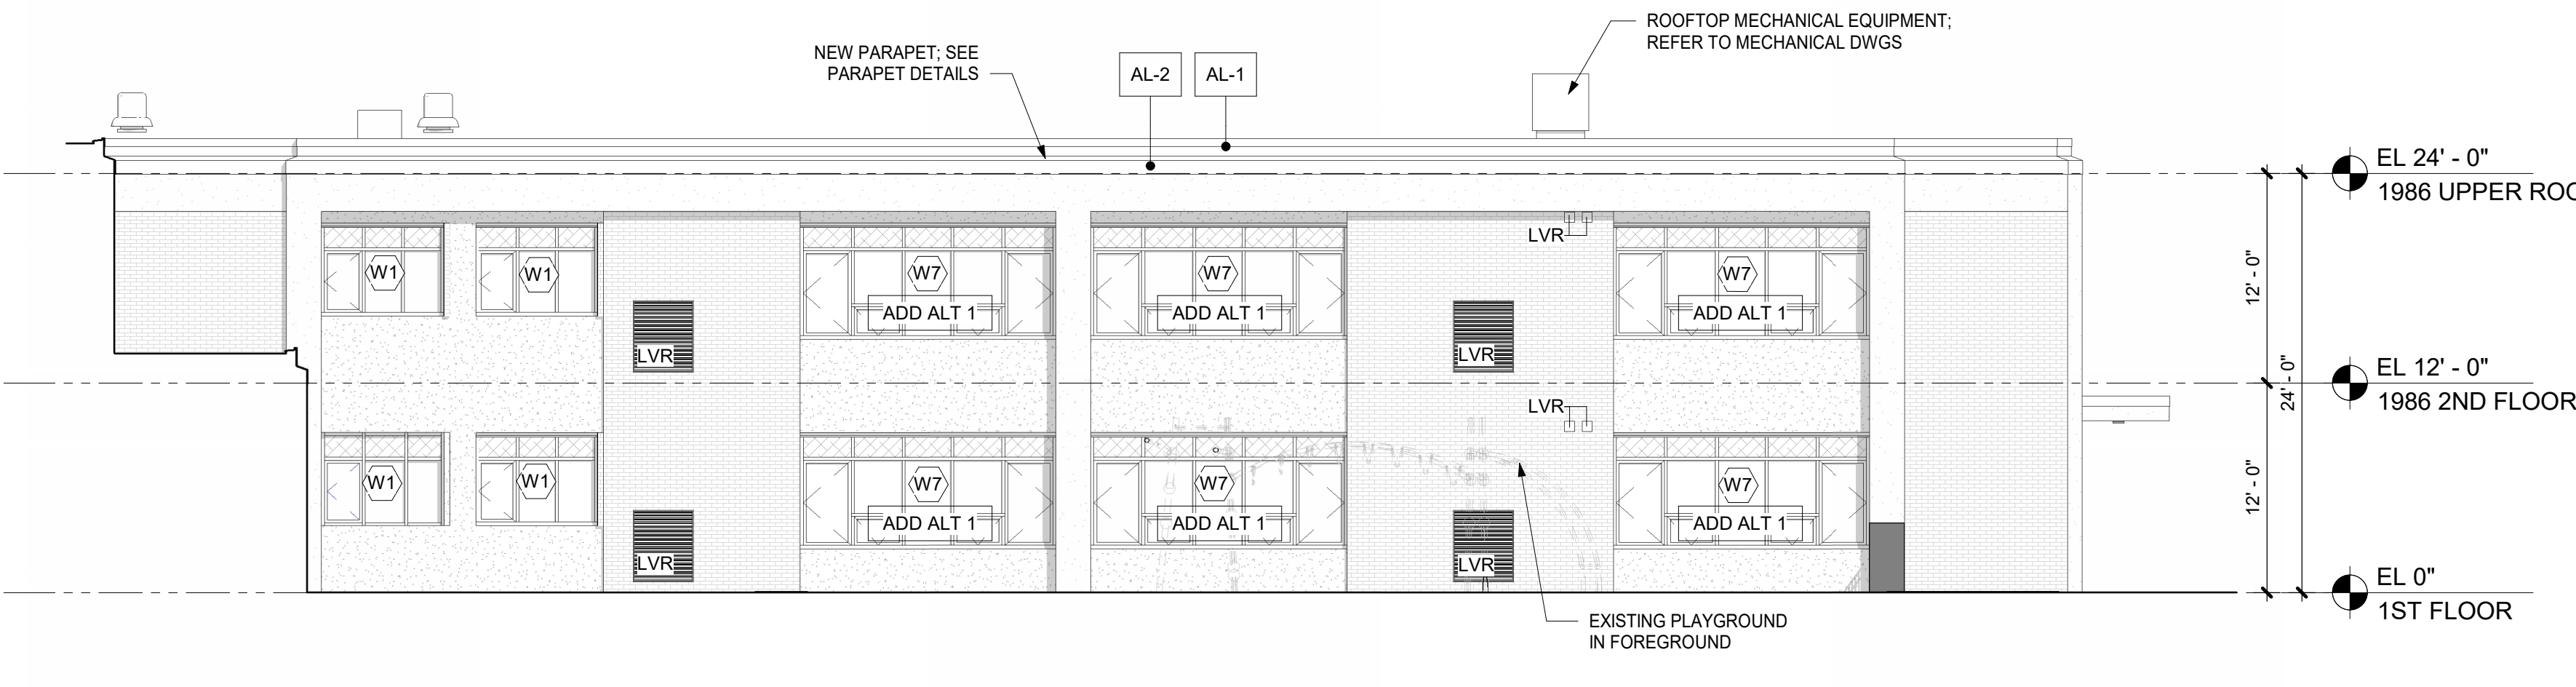 ROOFTOP MECHANICAL EQUIPMENT;
REFER TO MECHANICAL DWGS
NEW PARAPET; SEE
PARAPET DETAILS
AL-2
AL-1
EL 24' - 0"
1986 UPPER ROO
LVR
W1
W1
W7
W7
W7
ADD ALT 1
ADD ALT 1
ADD ALT 1
12' - 0"
LVR
LVR
EL 12' - 0"
1986 2ND FLOOR
24' - 0"
LVR
W1
W1
W7
W7
W7
ADD ALT 1
ADD ALT 1
ADD ALT 1
12' - 0"
LVR
LVR
EL 0"
1ST FLOOR
EXISTING PLAYGROUND
IN FOREGROUND